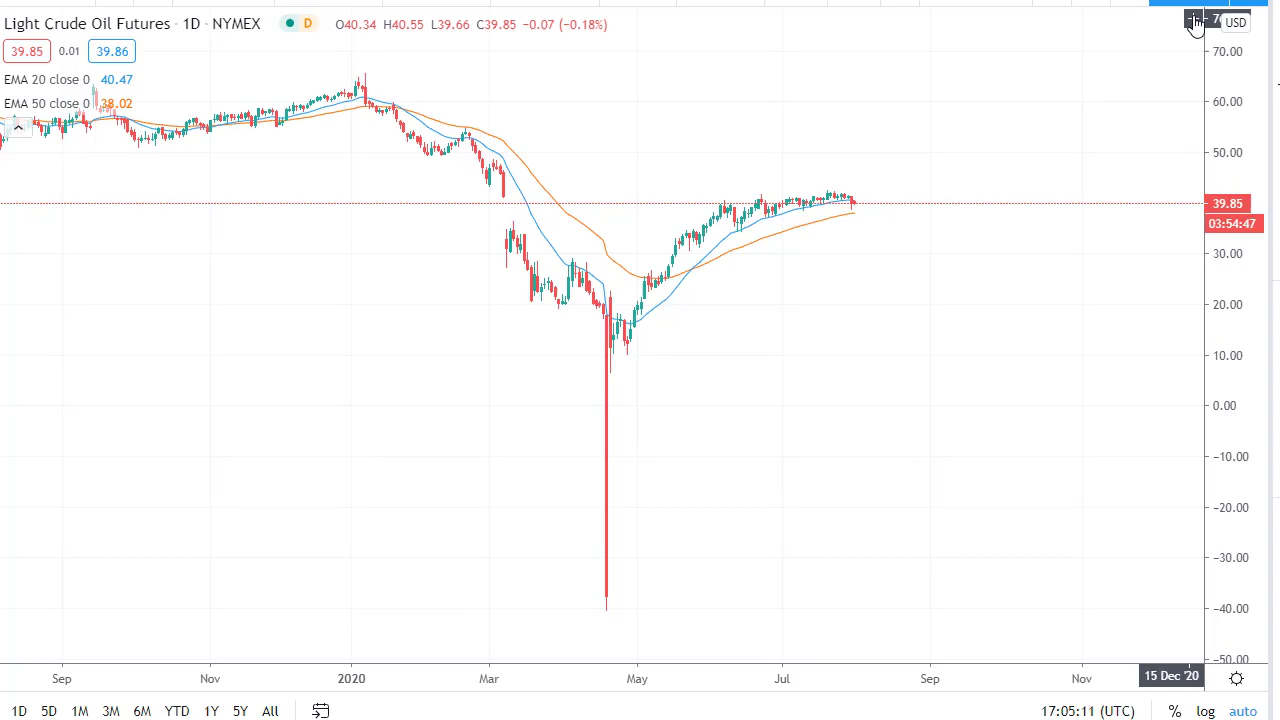 Light Crude Oil Futures · 1D · NYMEX D O40.34 H40.55 L39.66 C39.85 −0.07 (−0.18%)
39.85 0.01 39.86
EMA 20 close 0 40.47
EMA 50 close 0 38.02
USD
70.00
60.00
50.00
39.85
03:54:47
30.00
20.00
10.00
0.00
−10.00
−20.00
−30.00
−40.00
−50.00
Sep Nov 2020 Mar May Jul Sep Nov 15 Dec '20
1D 5D 1M 3M 6M YTD 1Y 5Y All 17:05:11 (UTC) % log auto